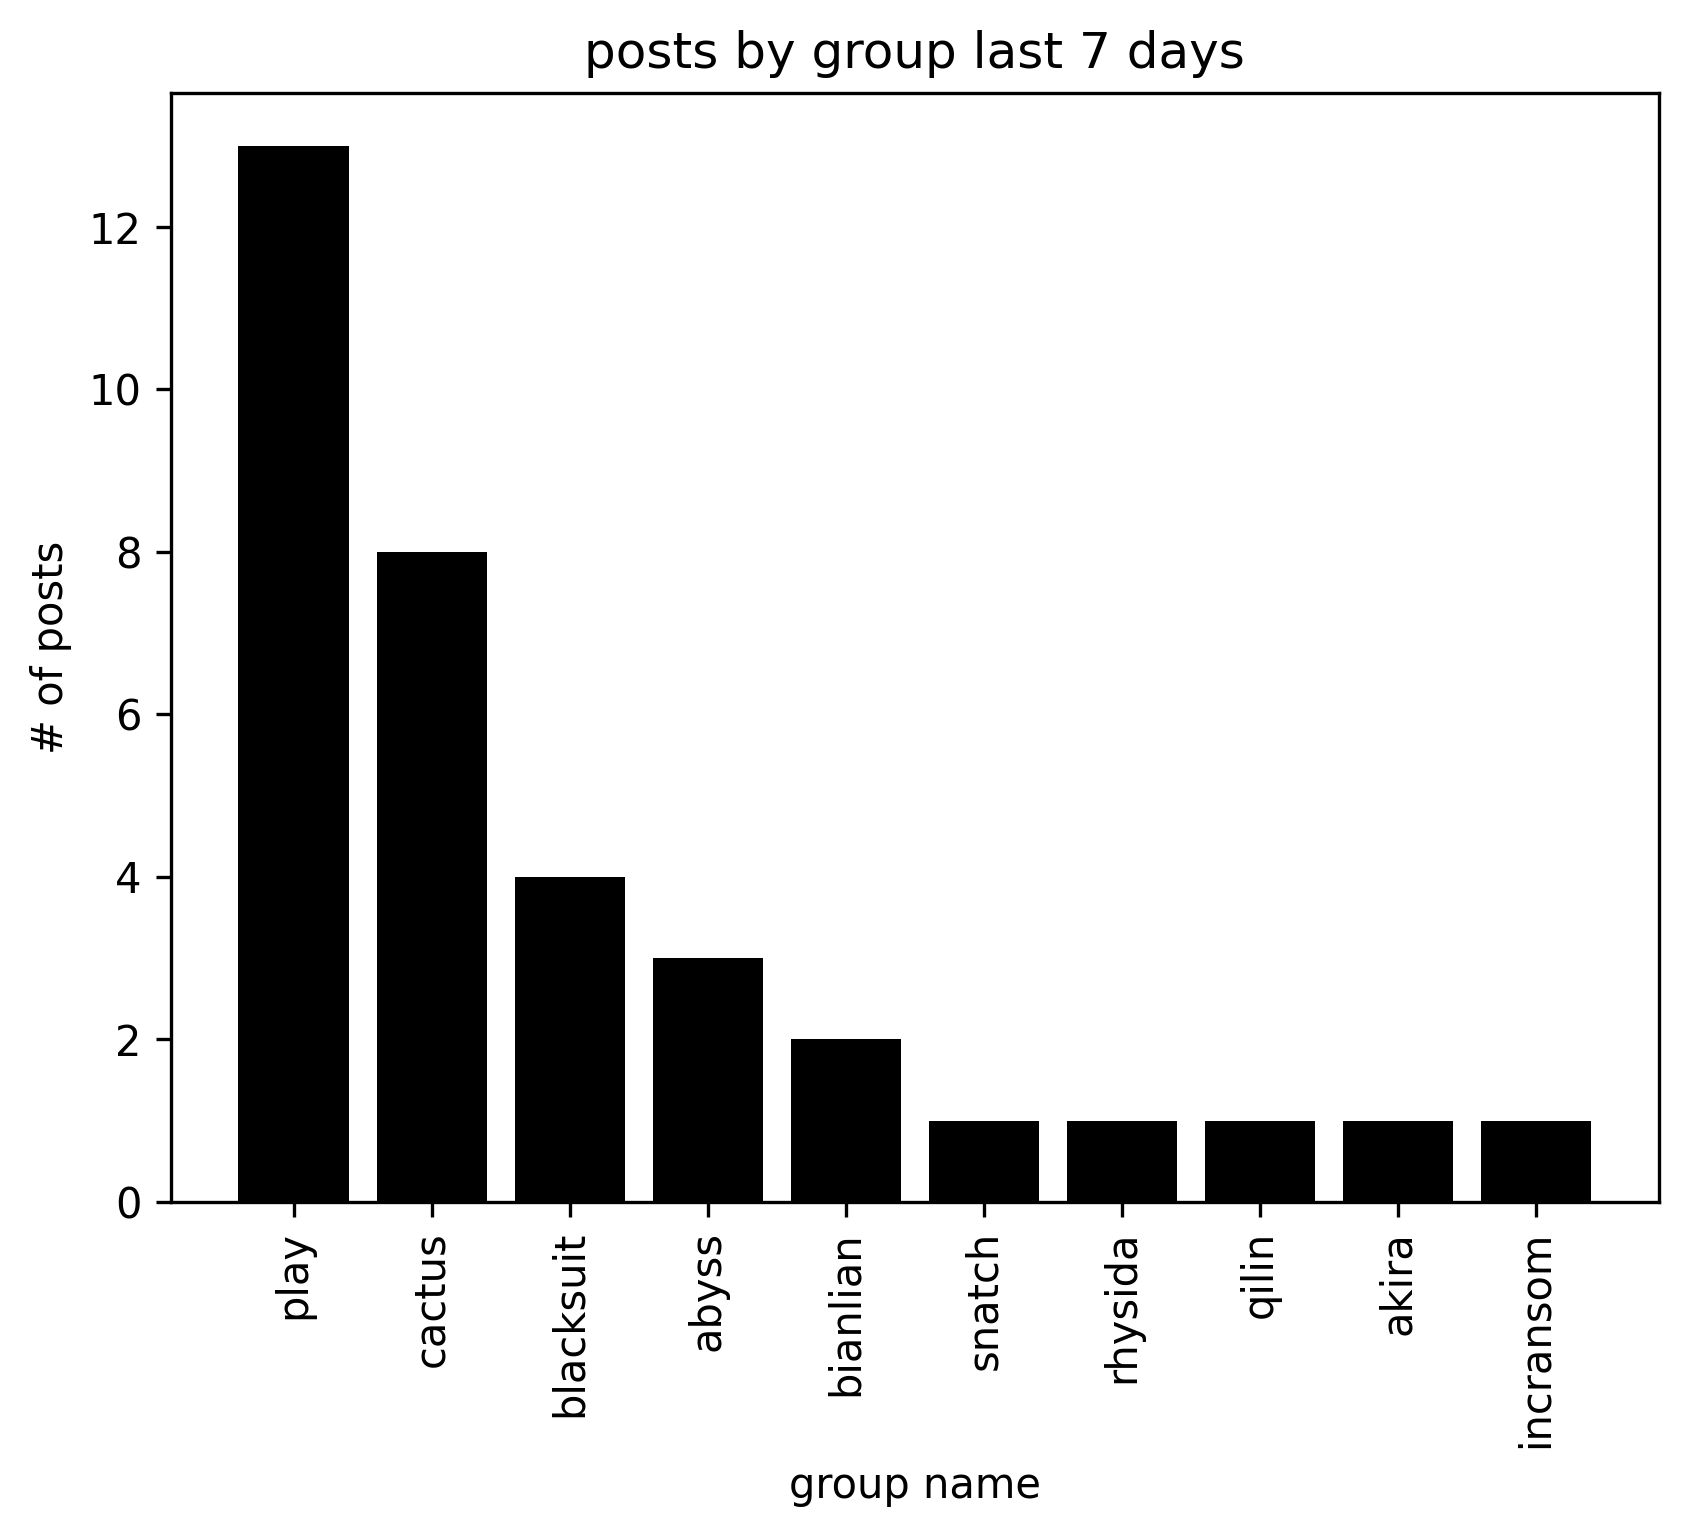 posts by group last 7 days
# of posts
12
10
8
6
4
2
0
play
cactus
blacksuit
abyss
bianlian
snatch
rhysida
qilin
akira
incransom
group name